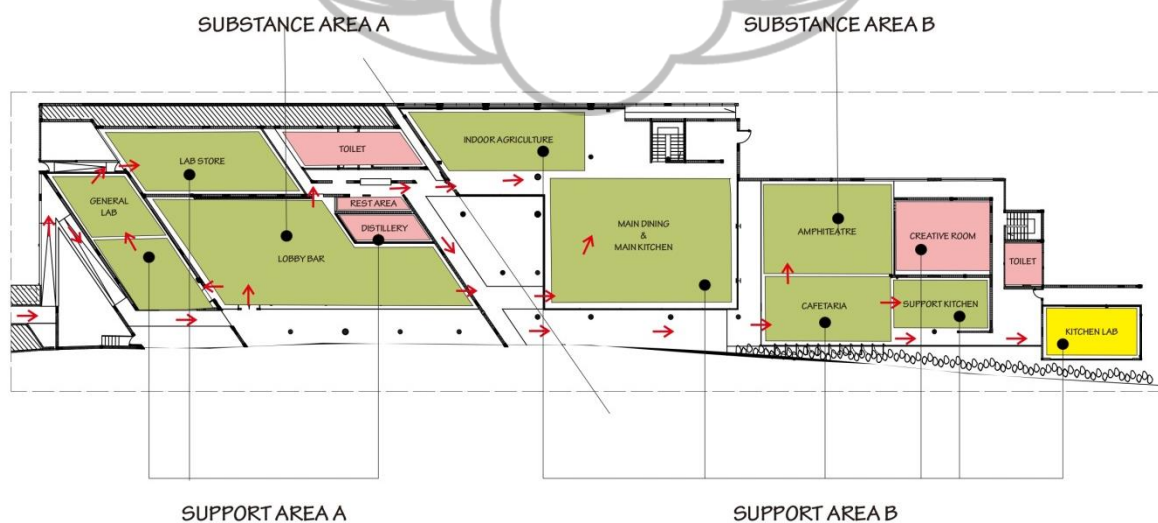 SUBSTANCE AREA A
SUBSTANCE AREA B
INDOOR AGRICULTURE
TOILET
LAB STORE
GENERAL
LAB
REST AREA
DISTILLERY
LOBBY BAR
MAIN DINING
&
MAIN KITCHEN
AMPHITEATRE
CREATIVE ROOM
TOILET
CAFETARIA
SUPPORT KITCHEN
KITCHEN LAB
SUPPORT AREA A
SUPPORT AREA B